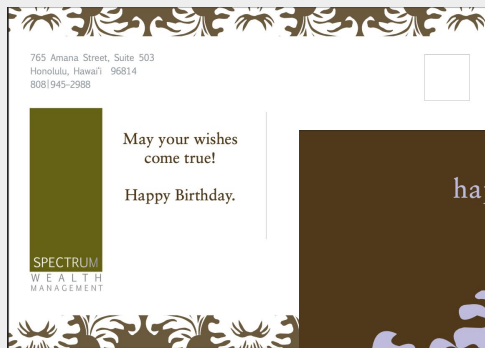 765 Amana Street, Suite 503
Honolulu, Hawai'i 96814
808|945-2988
May your wishes
come true!
Happy Birthday.
SPECTRUM
WEALTH
MANAGEMENT
hap